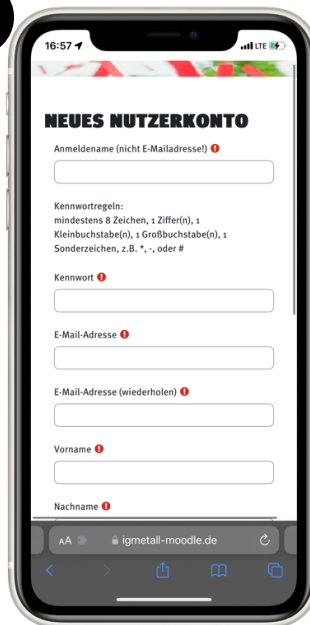 16:57
LTE
NEUES NUTZERKONTO
Anmeldename (nicht E-Mailadresse!)
Kennwortregeln:
mindestens 8 Zeichen, 1 Ziffer(n), 1
Kleinbuchstabe(n), 1 Großbuchstabe(n), 1
Sonderzeichen, z.B. *, -, oder #
Kennwort
E-Mail-Adresse
E-Mail-Adresse (wiederholen)
Vorname
Nachname
AA igmetall-moodle.de